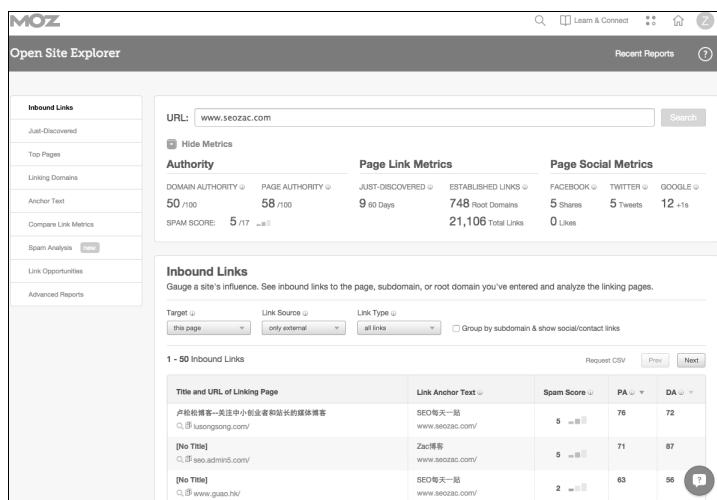 MOZ
Learn & Connect
Z
Open Site Explorer
Recent Reports
?
Inbound Links
Just-Discovered
Top Pages
Linking Domains
Anchor Text
Compare Link Metrics
Spam Analysis new
Link Opportunities
Advanced Reports
URL: www.seozac.com Search
Hide Metrics
Authority
DOMAIN AUTHORITY PAGE AUTHORITY
50 /100 58 /100
SPAM SCORE: 5 /17
Page Link Metrics
JUST-DISCOVERED ESTABLISHED LINKS
9 60 Days 748 Root Domains
21,106 Total Links
Page Social Metrics
FACEBOOK TWITTER GOOGLE
5 Shares 5 Tweets 12 +1s
0 Likes
Inbound Links
Gauge a site's influence. See inbound links to the page, subdomain, or root domain you've entered and analyze the linking pages.
Target Link Source Link Type
this page only external all links Group by subdomain & show social/contact links
1 - 50 Inbound Links Request CSV Prev Next
Title and URL of Linking Page Link Anchor Text Spam Score PA DA
卢松松博客--关注中小创业者和站长的媒体博客 SEO每天一贴 5 76 72
lusongsong.com/ www.seozac.com/
[No Title] Zac博客 5 71 87
seo.admin5.com/ www.seozac.com/
[No Title] SEO每天一贴 2 63 56
www.guao.hk/ www.seozac.com/
?